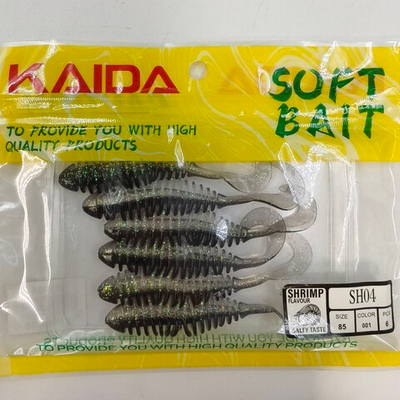 KAIDA
SOFT
BAIT
TO PROVIDE YOU WITH HIGH
QUALITY PRODUCTS
SHRIMP
FLAVOUR
SALTY TASTE
SH04
SIZE
COLOR
PCS
85
001
6
TO PROVIDE YOU WITH HIGH QUALITY PRODUCTS